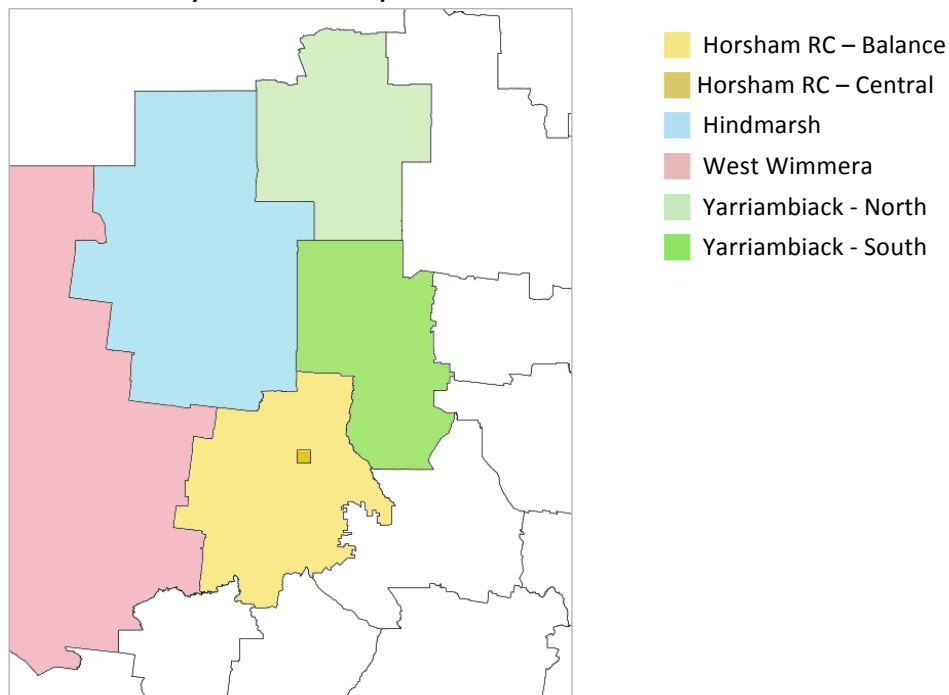 Horsham RC – Balance
Horsham RC – Central
Hindmarsh
West Wimmera
Yarriambiack - North
Yarriambiack - South